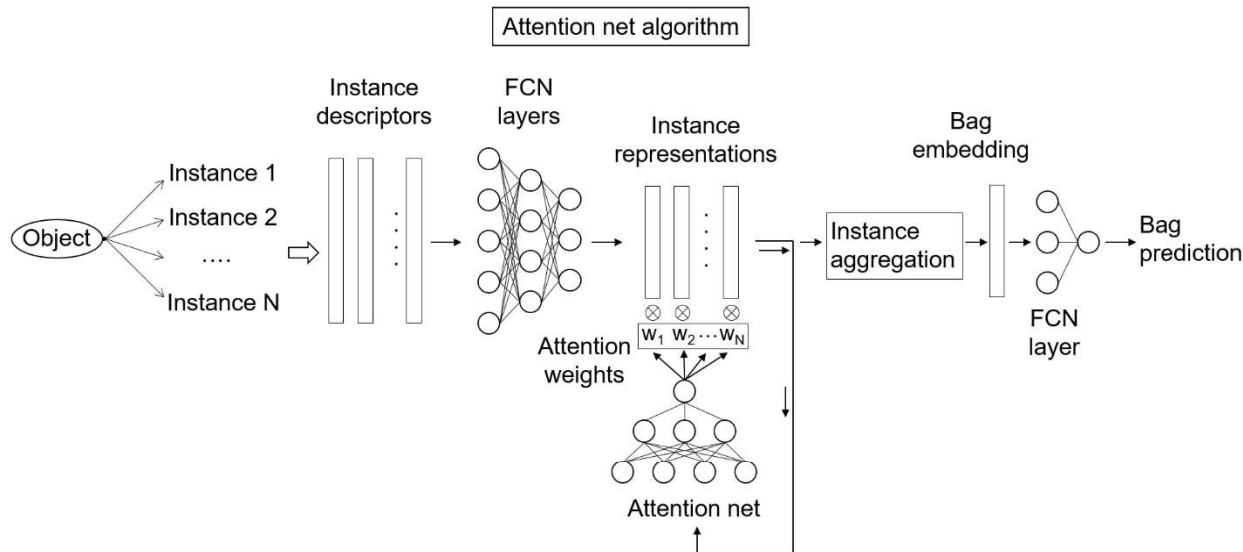 Attention net algorithm
Instance
descriptors
FCN
layers
Instance
representations
Bag
embedding
Object
Instance 1
Instance 2
....
Instance N
Instance
aggregation
Bag
prediction
FCN
layer
Attention
weights
w1 w2 ... wN
Attention net